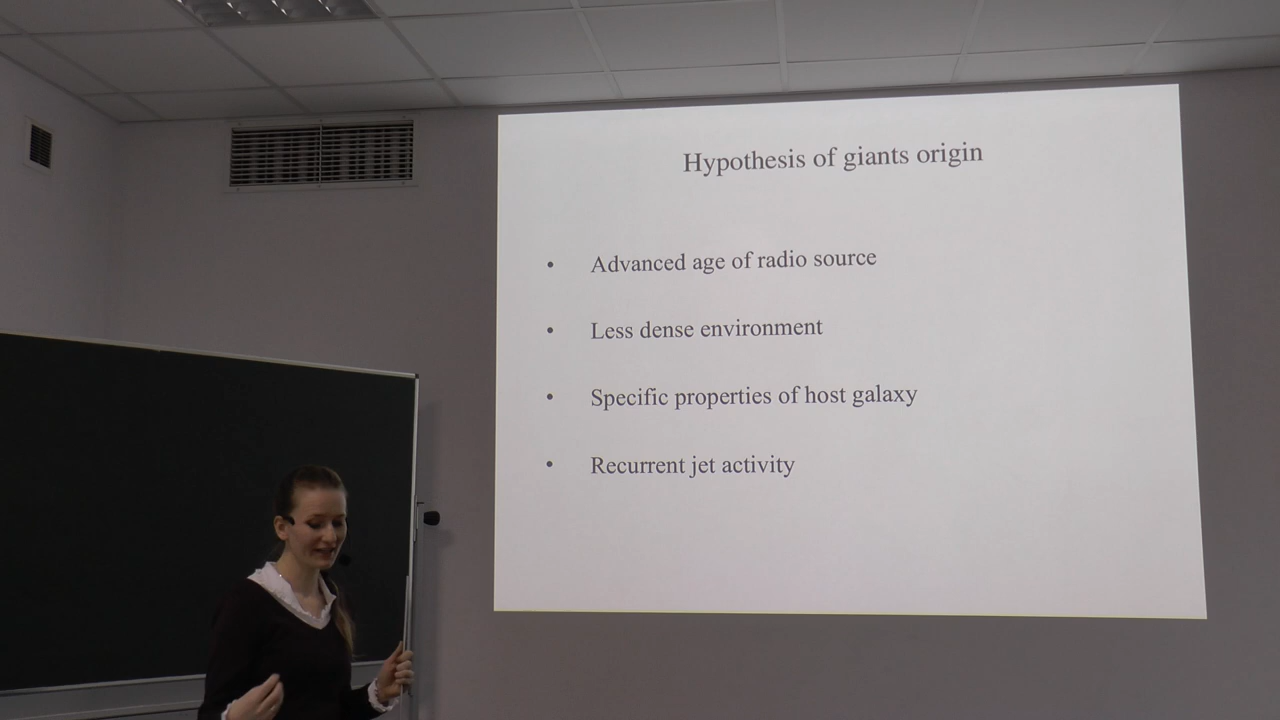 Hypothesis of giants origin
• Advanced age of radio source
• Less dense environment
• Specific properties of host galaxy
• Recurrent jet activity